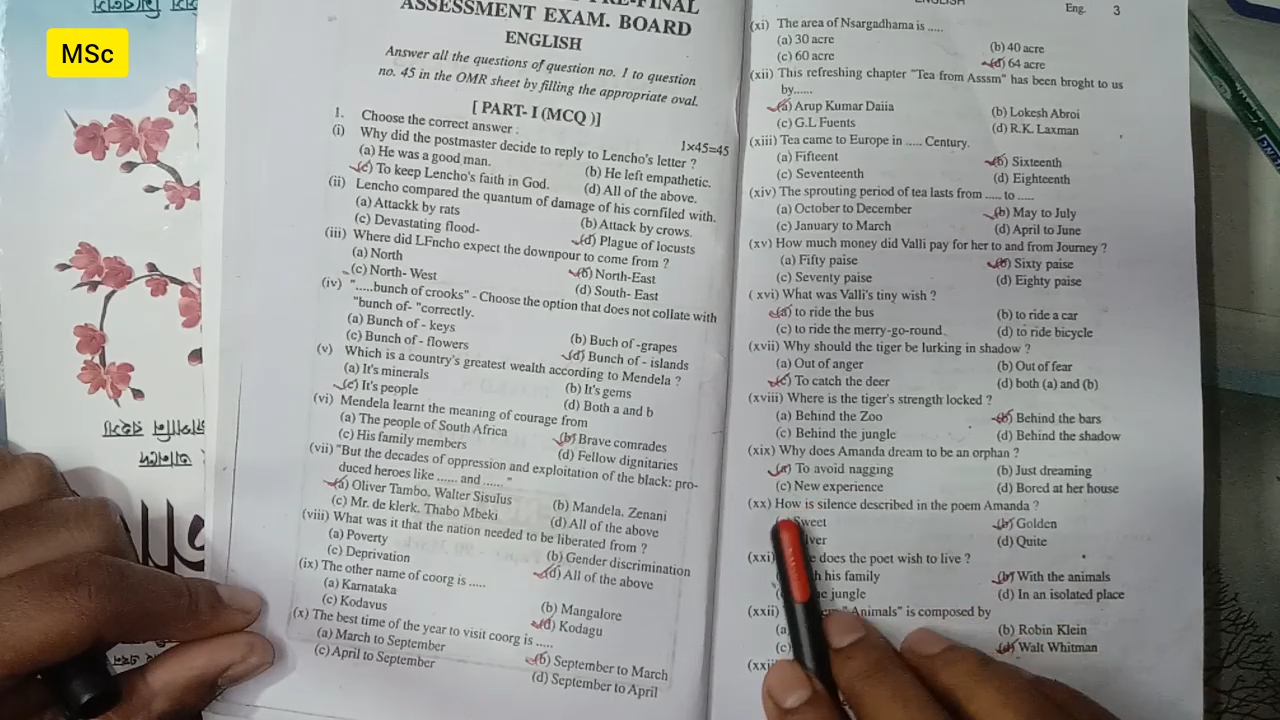 MSc
ASSESSMENT EXAM. BOARD
ENGLISH
Answer all the questions of question no. 1 to question
no. 45 in the OMR sheet by filling the appropriate oval.
[ PART- I (MCQ )]
1. Choose the correct answer : 1×45=45
(i) Why did the postmaster decide to reply to Lencho's letter ?
(a) He was a good man. (b) He left empathetic.
(c) To keep Lencho's faith in God. (d) All of the above.
(ii) Lencho compared the quantum of damage of his cornfiled with.
(a) Attackk by rats (b) Attack by crows.
(c) Devastating flood- (d) Plague of locusts
(iii) Where did LFncho expect the downpour to come from ?
(a) North (b) North-East
(c) North- West (d) South- East
(iv) ".....bunch of crooks" - Choose the option that does not collate with
"bunch of- "correctly.
(a) Bunch of - keys (b) Buch of -grapes
(c) Bunch of - flowers (d) Bunch of - islands
(v) Which is a country's greatest wealth according to Mendela ?
(a) It's minerals (b) It's gems
(c) It's people (d) Both a and b
(vi) Mendela learnt the meaning of courage from
(a) The people of South Africa (b) Brave comrades
(c) His family members (d) Fellow dignitaries
(vii) "But the decades of oppression and exploitation of the black: pro-
duced heroes like ...... and ...... "
(a) Oliver Tambo, Walter Sisulus (b) Mandela, Zenani
(c) Mr. de klerk, Thabo Mbeki (d) All of the above
(viii) What was it that the nation needed to be liberated from ?
(a) Poverty (b) Gender discrimination
(c) Deprivation (d) All of the above
(ix) The other name of coorg is .....
(a) Karnataka (b) Mangalore
(c) Kodavus (d) Kodagu
(x) The best time of the year to visit coorg is .....
(a) March to September (b) September to March
(c) April to September (d) September to April
Eng. 3
(xi) The area of Nsargadhama is .....
(a) 30 acre (b) 40 acre
(c) 60 acre (d) 64 acre
(xii) This refreshing chapter "Tea from Asssm" has been broght to us
by......
(a) Arup Kumar Daiia (b) Lokesh Abroi
(c) G.L Fuents (d) R.K. Laxman
(xiii) Tea came to Europe in ..... Century.
(a) Fifteent (b) Sixteenth
(c) Seventeenth (d) Eighteenth
(xiv) The sprouting period of tea lasts from ..... to .....
(a) October to December (b) May to July
(c) January to March (d) April to June
(xv) How much money did Valli pay for her to and from Journey ?
(a) Fifty paise (b) Sixty paise
(c) Seventy paise (d) Eighty paise
( xvi) What was Valli's tiny wish ?
(a) to ride the bus (b) to ride a car
(c) to ride the merry-go-round (d) to ride bicycle
(xvii) Why should the tiger be lurking in shadow ?
(a) Out of anger (b) Out of fear
(c) To catch the deer (d) both (a) and (b)
(xviii) Where is the tiger's strength locked ?
(a) Behind the Zoo (b) Behind the bars
(c) Behind the jungle (d) Behind the shadow
(xix) Why does Amanda dream to be an orphan ?
(a) To avoid nagging (b) Just dreaming
(c) New experience (d) Bored at her house
(xx) How is silence described in the poem Amanda ?
Sweet (b) Golden
(d) Quite
(xxi) does the poet wish to live ?
his family (b) With the animals
jungle (d) In an isolated place
(xxii) Animals" is composed by
(a) (b) Robin Klein
(c) (d) Walt Whitman